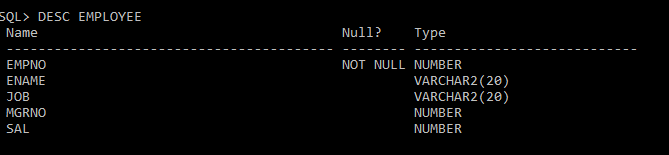 SQL> DESC EMPLOYEE
Name Null? Type
----------------------------------------- -------- ----------------------------
EMPNO NOT NULL NUMBER
ENAME VARCHAR2(20)
JOB VARCHAR2(20)
MGRNO NUMBER
SAL NUMBER